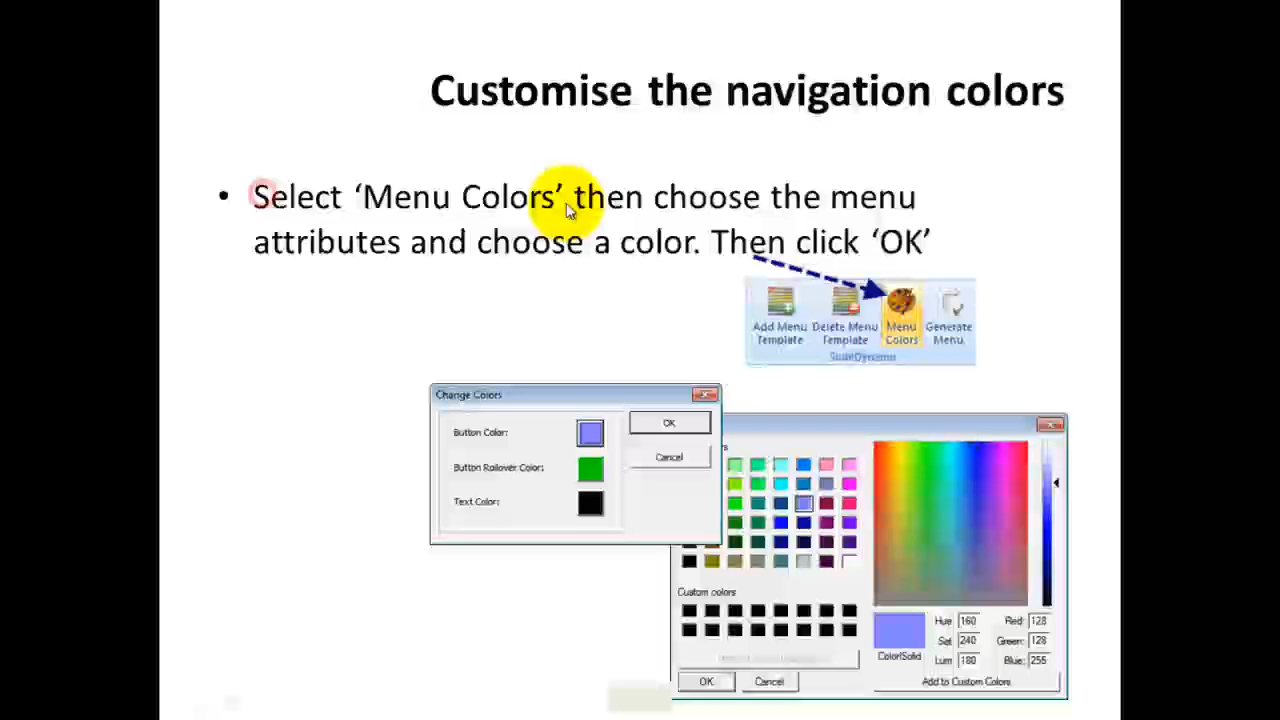 Customise the navigation colors
• Select ‘Menu Colors’ then choose the menu
attributes and choose a color. Then click ‘OK’
Add Menu Template
Delete Menu Template
Menu Colors
Generate Menu
Change Colors
Button Color:
OK
Button Rollover Color:
Cancel
Text Color:
Custom colors
Hue 160
Red: 128
Sat 240
Green: 128
Color|Solid
Lum 180
Blue: 255
OK
Cancel
Add to Custom Colors